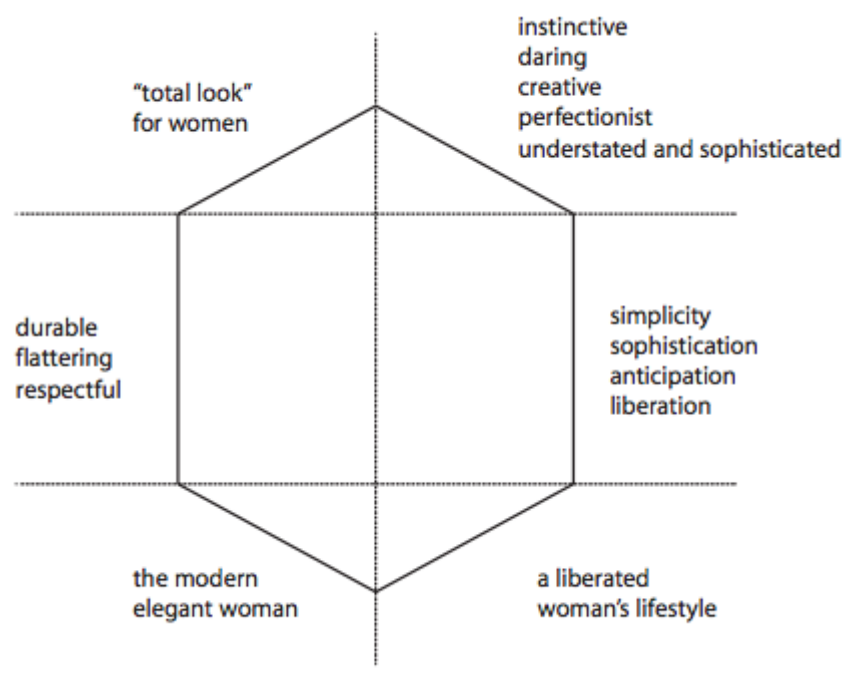 “total look”
for women
instinctive
daring
creative
perfectionist
understated and sophisticated
durable
flattering
respectful
simplicity
sophistication
anticipation
liberation
the modern
elegant woman
a liberated
woman’s lifestyle